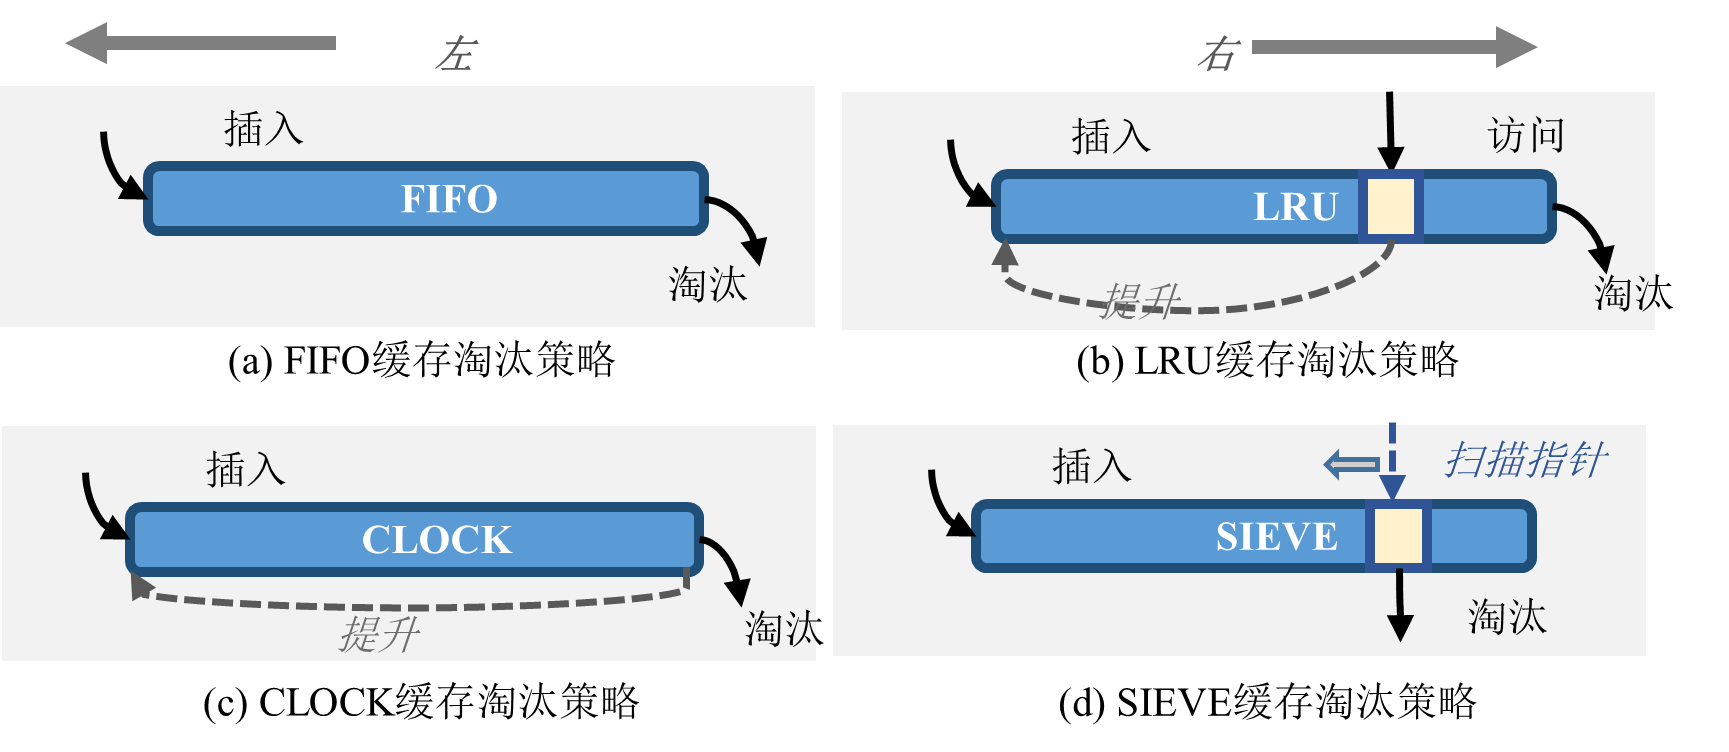 左
右
插入
FIFO
淘汰
(a) FIFO缓存淘汰策略
插入
访问
LRU
提升
淘汰
(b) LRU缓存淘汰策略
插入
CLOCK
提升
淘汰
(c) CLOCK缓存淘汰策略
插入
扫描指针
SIEVE
淘汰
(d) SIEVE缓存淘汰策略